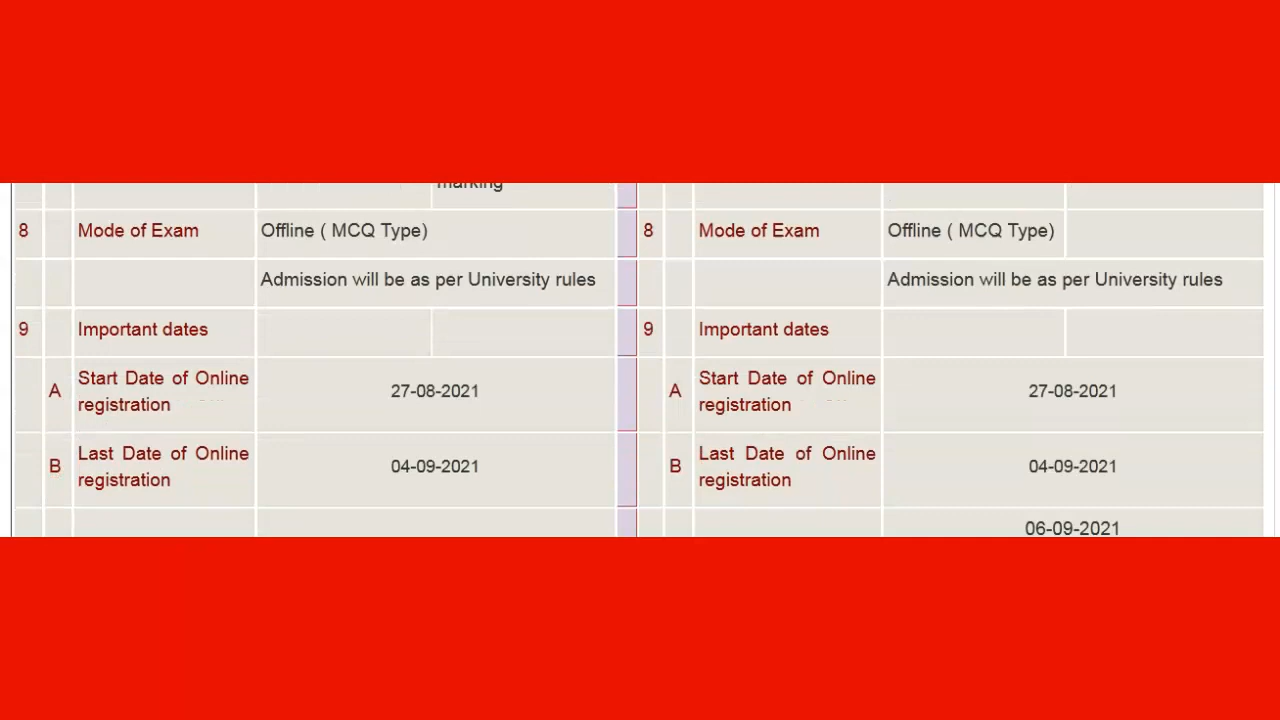 marking
8 Mode of Exam Offline ( MCQ Type) 8 Mode of Exam Offline ( MCQ Type)
Admission will be as per University rules Admission will be as per University rules
9 Important dates 9 Important dates
A Start Date of Online registration 27-08-2021 A Start Date of Online registration 27-08-2021
B Last Date of Online registration 04-09-2021 B Last Date of Online registration 04-09-2021
06-09-2021